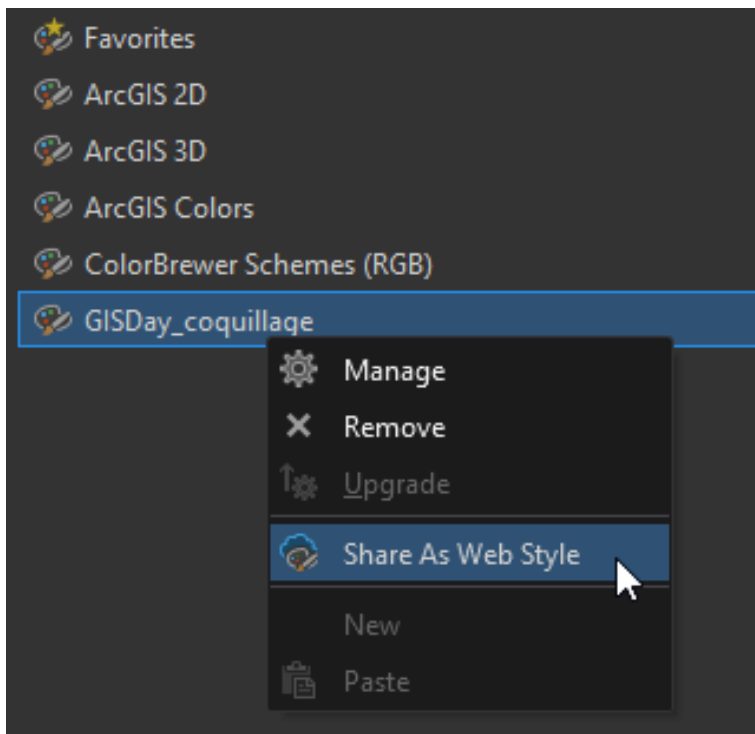 Favorites
ArcGIS 2D
ArcGIS 3D
ArcGIS Colors
ColorBrewer Schemes (RGB)
GISDay_coquillage
Manage
Remove
Upgrade
Share As Web Style
New
Paste